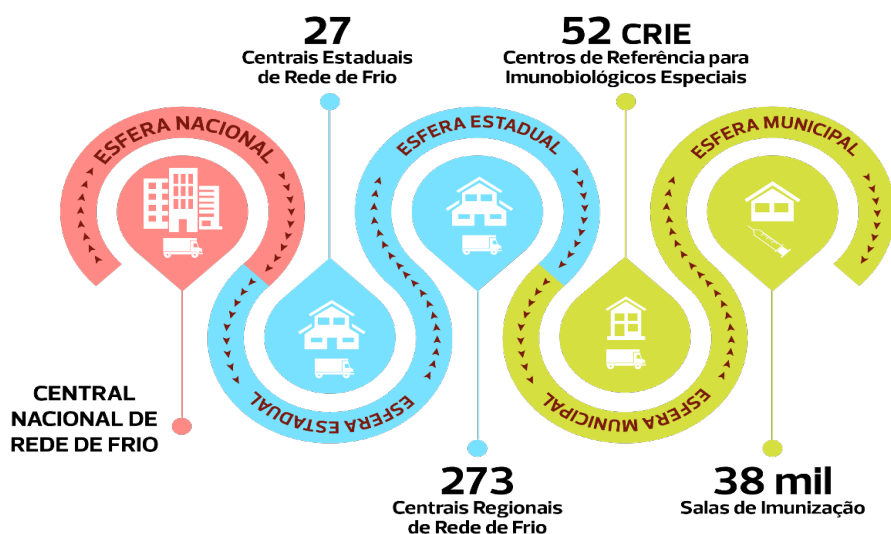 27
Centrais Estaduais
de Rede de Frio
52 CRIE
Centros de Referência para
Imunobiológicos Especiais
ESFERA NACIONAL
ESFERA ESTADUAL
ESFERA MUNICIPAL
ESFERA ESTADUAL
ESFERA MUNICIPAL
CENTRAL
NACIONAL DE
REDE DE FRIO
273
Centrais Regionais
de Rede de Frio
38 mil
Salas de Imunização